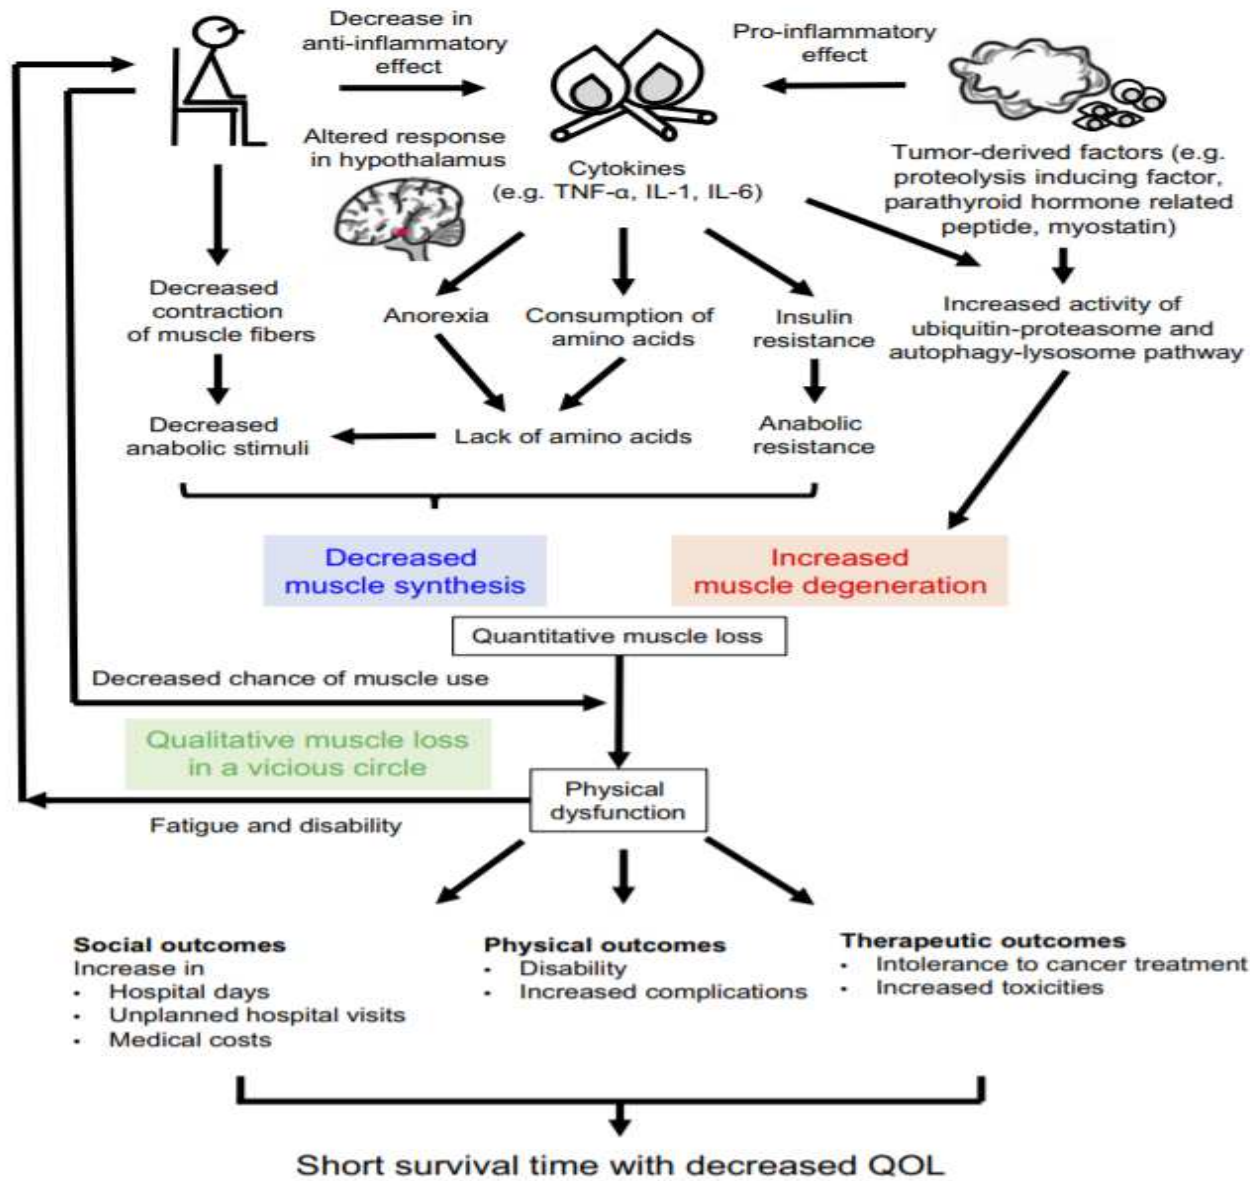 Decrease in
anti-inflammatory
effect
Pro-inflammatory
effect
Altered response
in hypothalamus
Cytokines
(e.g. TNF-α, IL-1, IL-6)
Tumor-derived factors (e.g.
proteolysis inducing factor,
parathyroid hormone related
peptide, myostatin)
Decreased
contraction
of muscle fibers
Anorexia
Consumption of
amino acids
Insulin
resistance
Increased activity of
ubiquitin-proteasome and
autophagy-lysosome pathway
Decreased
anabolic stimuli
Lack of amino acids
Anabolic
resistance
Decreased
muscle synthesis
Increased
muscle degeneration
Quantitative muscle loss
Decreased chance of muscle use
Qualitative muscle loss
in a vicious circle
Physical
dysfunction
Fatigue and disability
Social outcomes
Increase in
• Hospital days
• Unplanned hospital visits
• Medical costs
Physical outcomes
• Disability
• Increased complications
Therapeutic outcomes
• Intolerance to cancer treatment
• Increased toxicities
Short survival time with decreased QOL